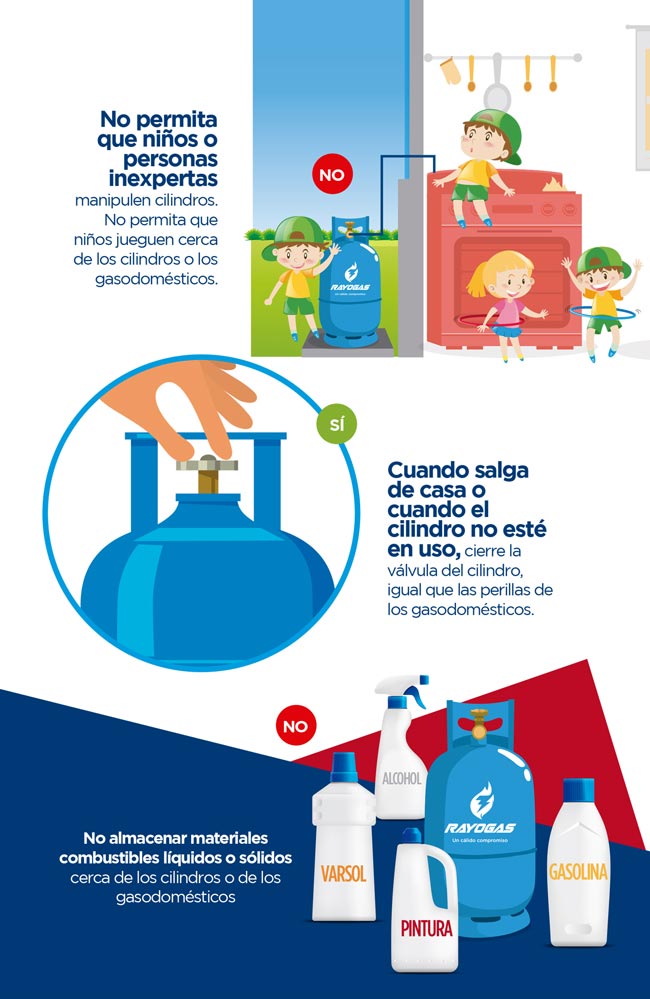 No permita
que niños o
personas
inexpertas
manipulen cilindros.
No permita que
niños jueguen cerca
de los cilindros o los
gasodomésticos.
NO
RAYOGAS
Un cálido compromiso
SÍ
Cuando salga
de casa o
cuando el
cilindro no esté
en uso, cierre la
válvula del cilindro,
igual que las perillas de
los gasodomésticos.
NO
No almacenar materiales
combustibles líquidos o sólidos
cerca de los cilindros o de los
gasodomésticos
ALCOHOL
RAYOGAS
Un cálido compromiso
VARSOL
GASOLINA
PINTURA